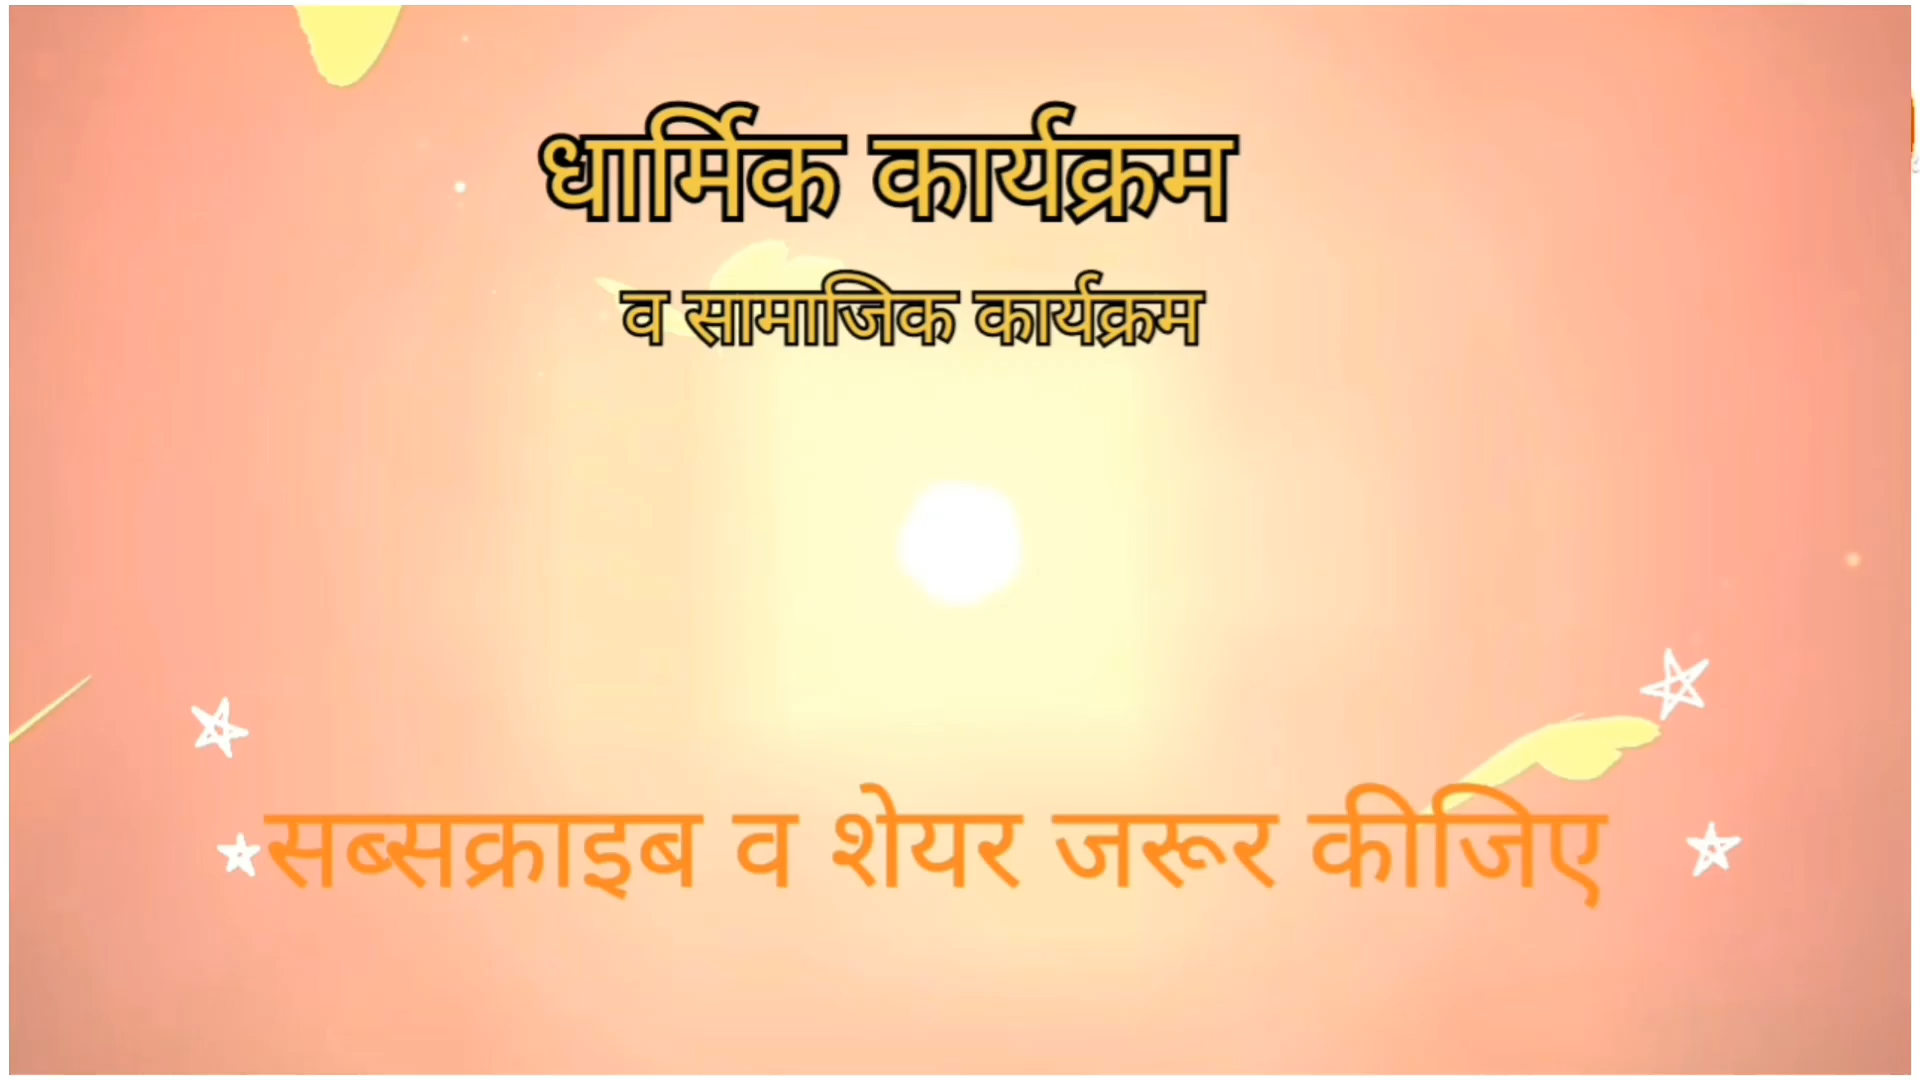 धार्मिक कार्यक्रम
व सामाजिक कार्यक्रम
सब्सक्राइब व शेयर जरूर कीजिए